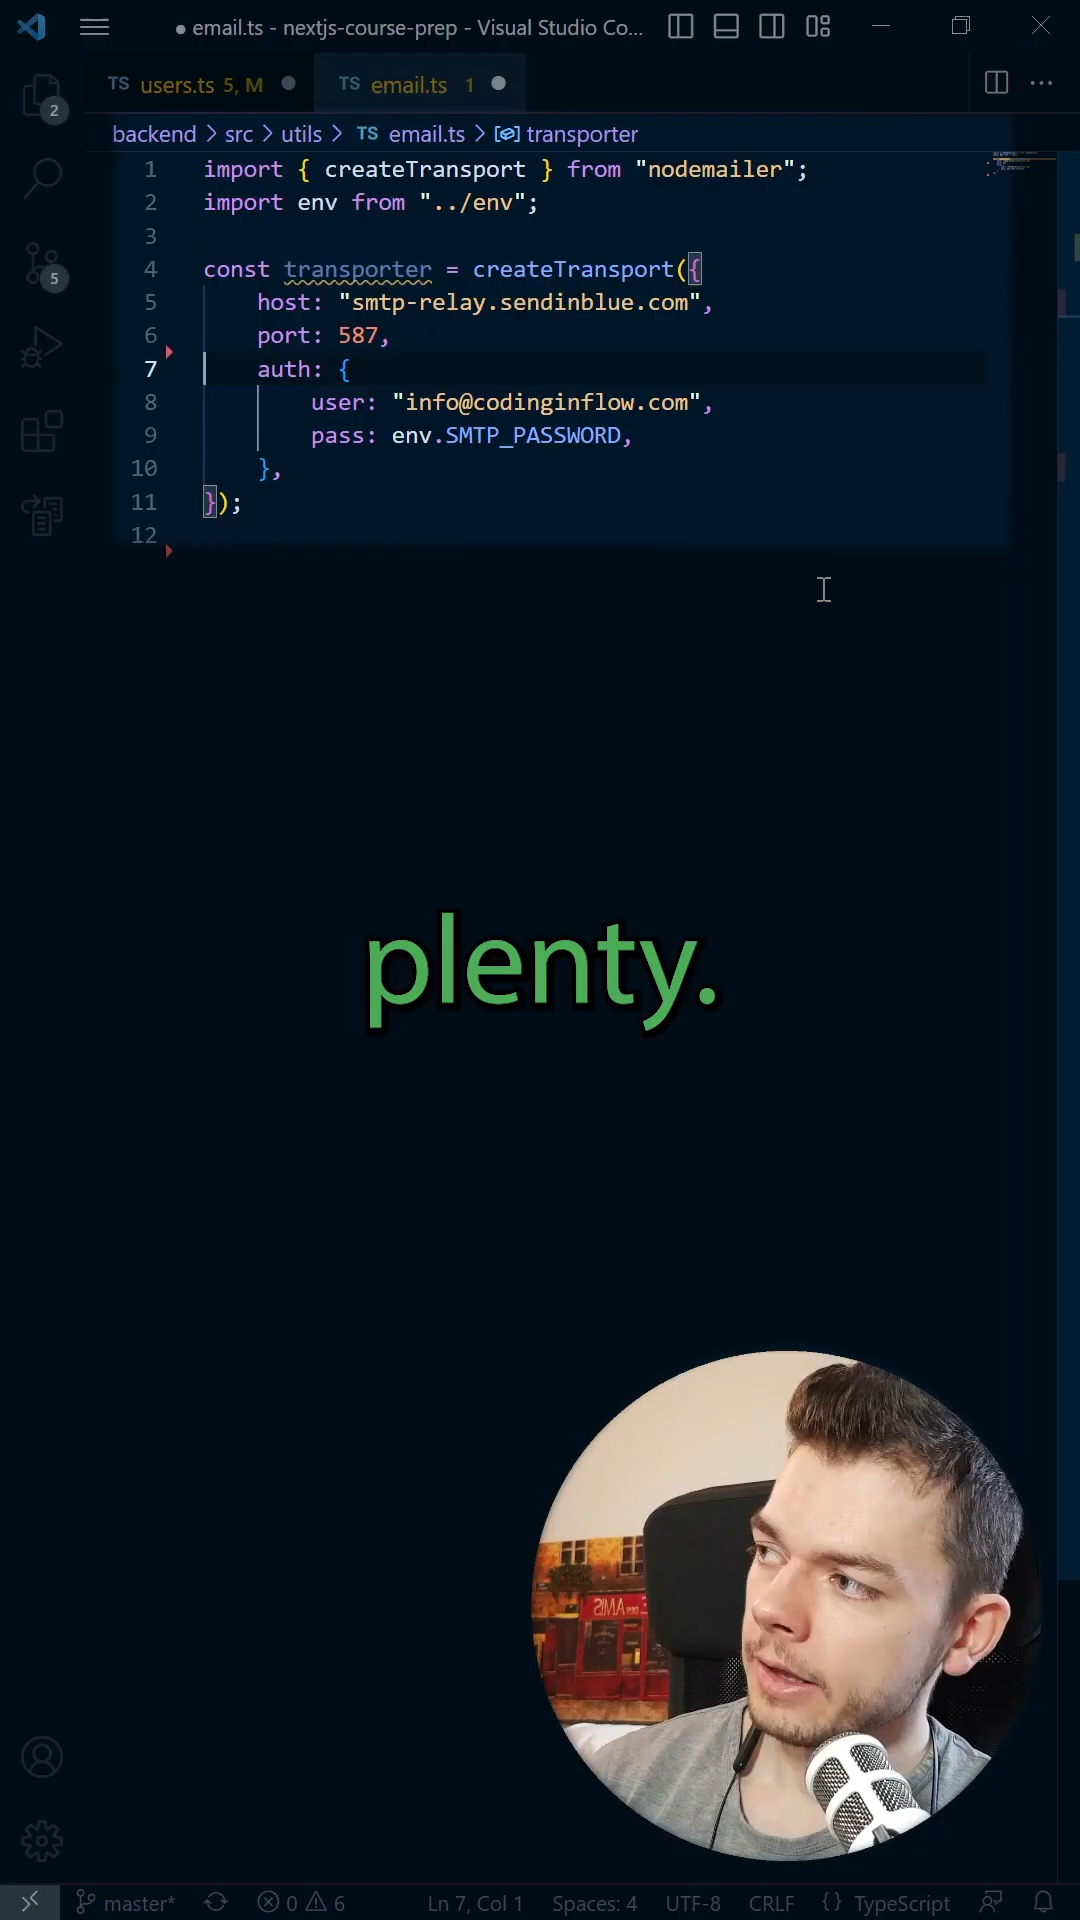 ● email.ts - nextjs-course-prep - Visual Studio Co...
TS users.ts 5, M ●
TS email.ts 1 ●
2
5
backend > src > utils > TS email.ts > transporter
1 import { createTransport } from "nodemailer";
2 import env from "../env";
3
4 const transporter = createTransport({
5 host: "smtp-relay.sendinblue.com",
6 port: 587,
7 auth: {
8 user: "info@codinginflow.com",
9 pass: env.SMTP_PASSWORD,
10 },
11 });
12
plenty.
master* 0 6 Ln 7, Col 1 Spaces: 4 UTF-8 CRLF {} TypeScript